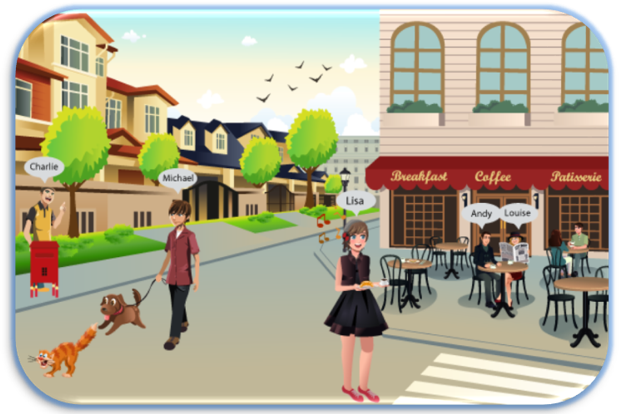 Breakfast Coffee Patisserie
Charlie
Michael
Lisa
Andy Louise